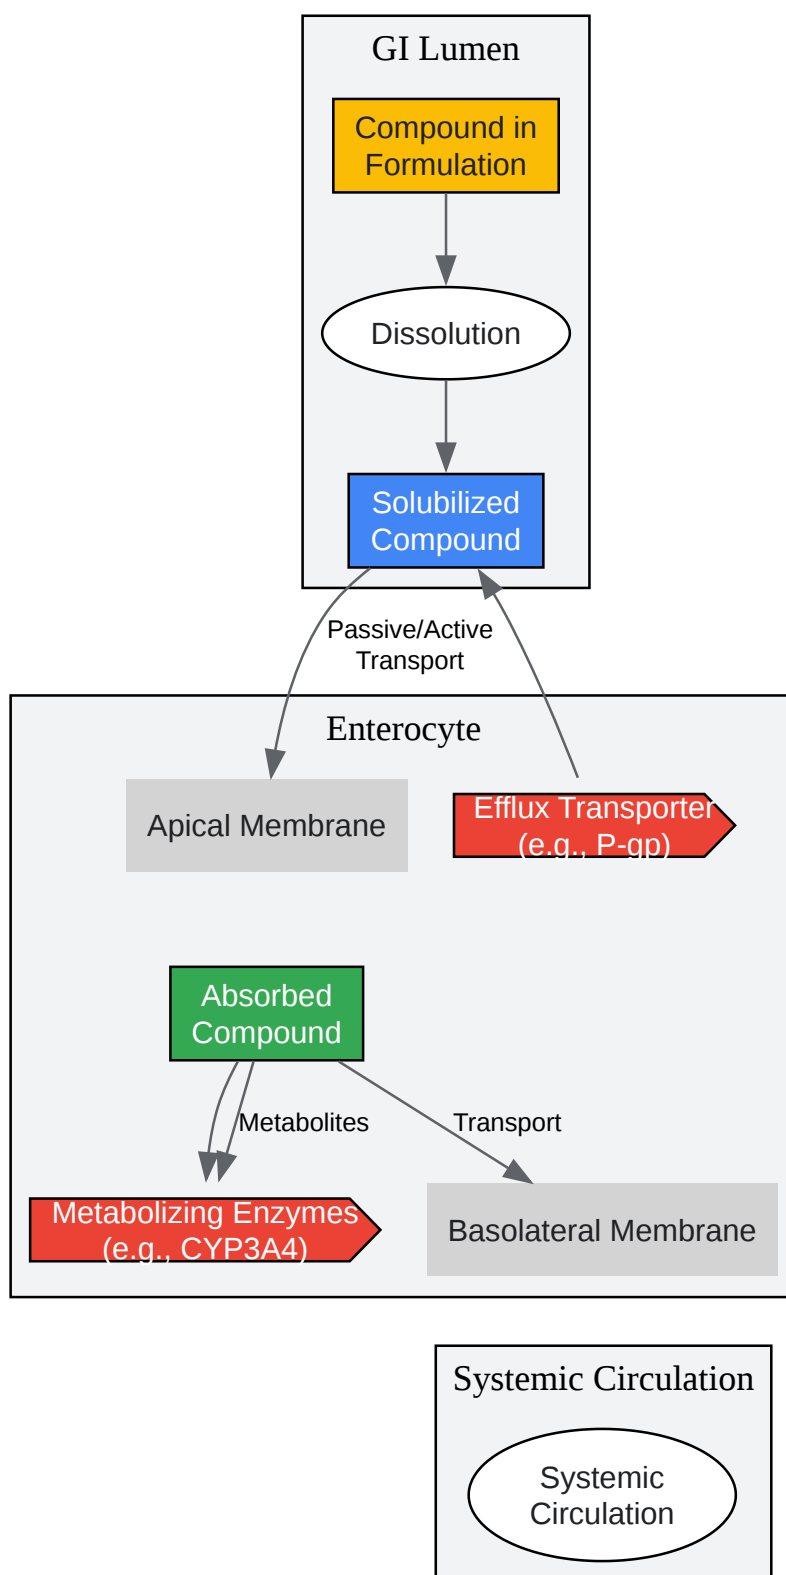 GI Lumen
Compound in
Formulation
Dissolution
Solubilized
Compound
Passive/Active
Transport
Enterocyte
Apical Membrane
Efflux Transporter
(e.g., P-gp)
Absorbed
Compound
Metabolites
Transport
Metabolizing Enzymes
(e.g., CYP3A4)
Basolateral Membrane
Systemic Circulation
Systemic
Circulation